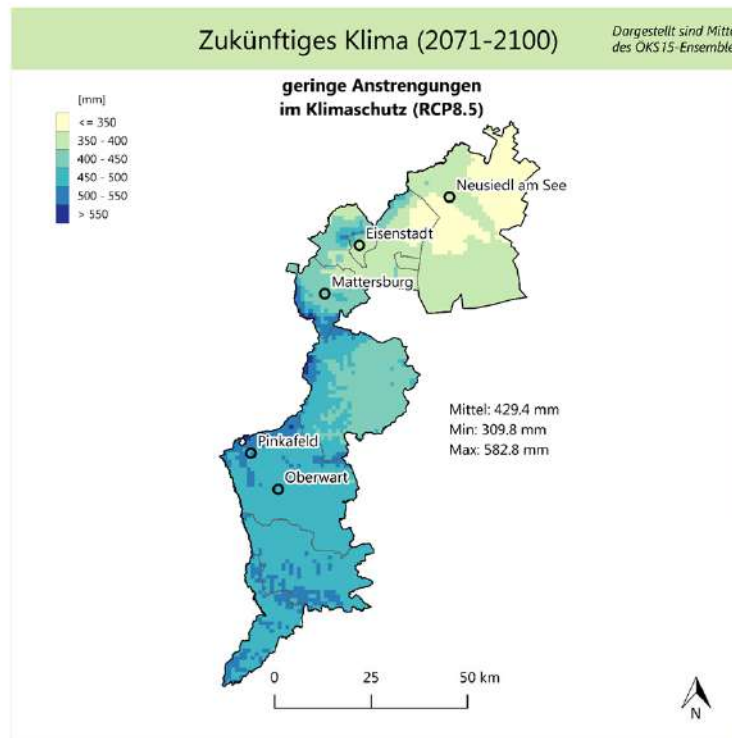 Zukünftiges Klima (2071-2100)
Dargestellt sind Mitte
des ÖKS15-Ensemble
geringe Anstrengungen
im Klimaschutz (RCP8.5)
[mm]
<= 350
350 - 400
400 - 450
450 - 500
500 - 550
> 550
Neusiedl am See
Eisenstadt
Mattersburg
Mittel: 429.4 mm
Min: 309.8 mm
Max: 582.8 mm
Pinkafeld
Oberwart
0 25 50 km
N